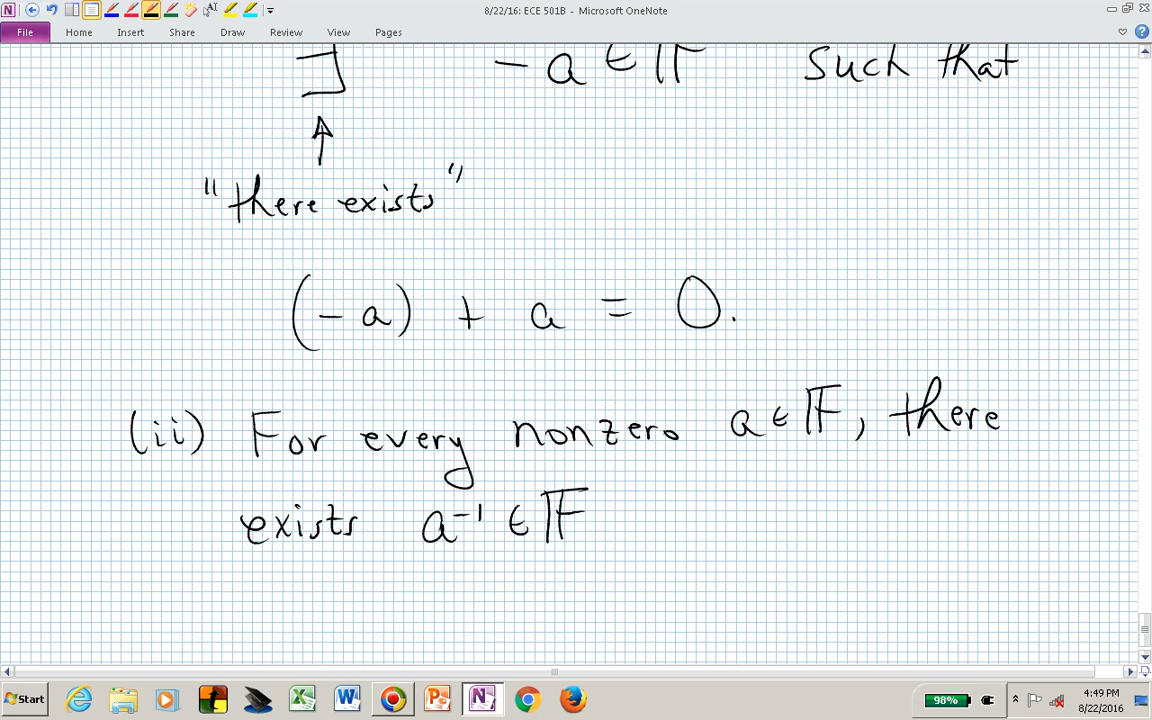 8/22/16: ECE 501B - Microsoft OneNote
File Home Insert Share Draw Review View Pages
∃ -a ∈ 𝔽 such that
"there exists"
(-a) + a = 0.
(ii) For every nonzero a ∈ 𝔽, there
exists a⁻¹ ∈ 𝔽
Start
98%
4:49 PM
8/22/2016